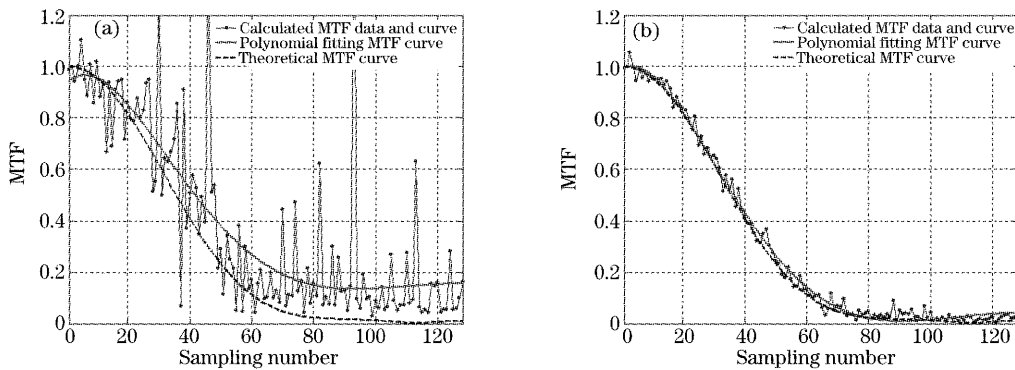 1.2
(a)
Calculated MTF data and curve
Polynomial fitting MTF curve
Theoretical MTF curve
1.0
0.8
0.6
0.4
0.2
0
MTF
0 20 40 60 80 100 120
Sampling number
1.2
(b)
Calculated MTF data and curve
Polynomial fitting MTF curve
Theoretical MTF curve
1.0
0.8
0.6
0.4
0.2
0
MTF
0 20 40 60 80 100 120
Sampling number